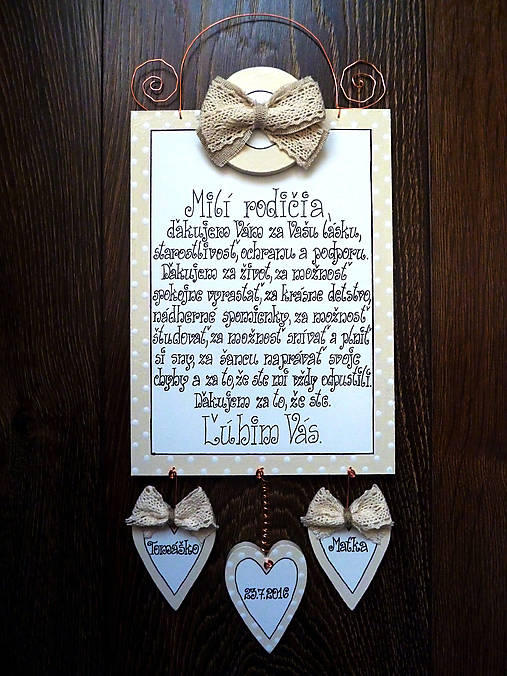 Milí rodičia,
ďakujem Vám za Vašu lásku,
starostlivosť, ochranu a podporu.
Ďakujem za život, za možnosť
spokojne vyrastať, za krásne detstvo,
nádherné spomienky, za možnosť
študovať, za možnosť snívať a plniť
si sny, za šancu naprávať svoje
chyby a za to, že ste mi vždy odpustili.
Ďakujem za to, že ste.
Ľúbim Vás.
Tomáško
Maťka
23.7.2016